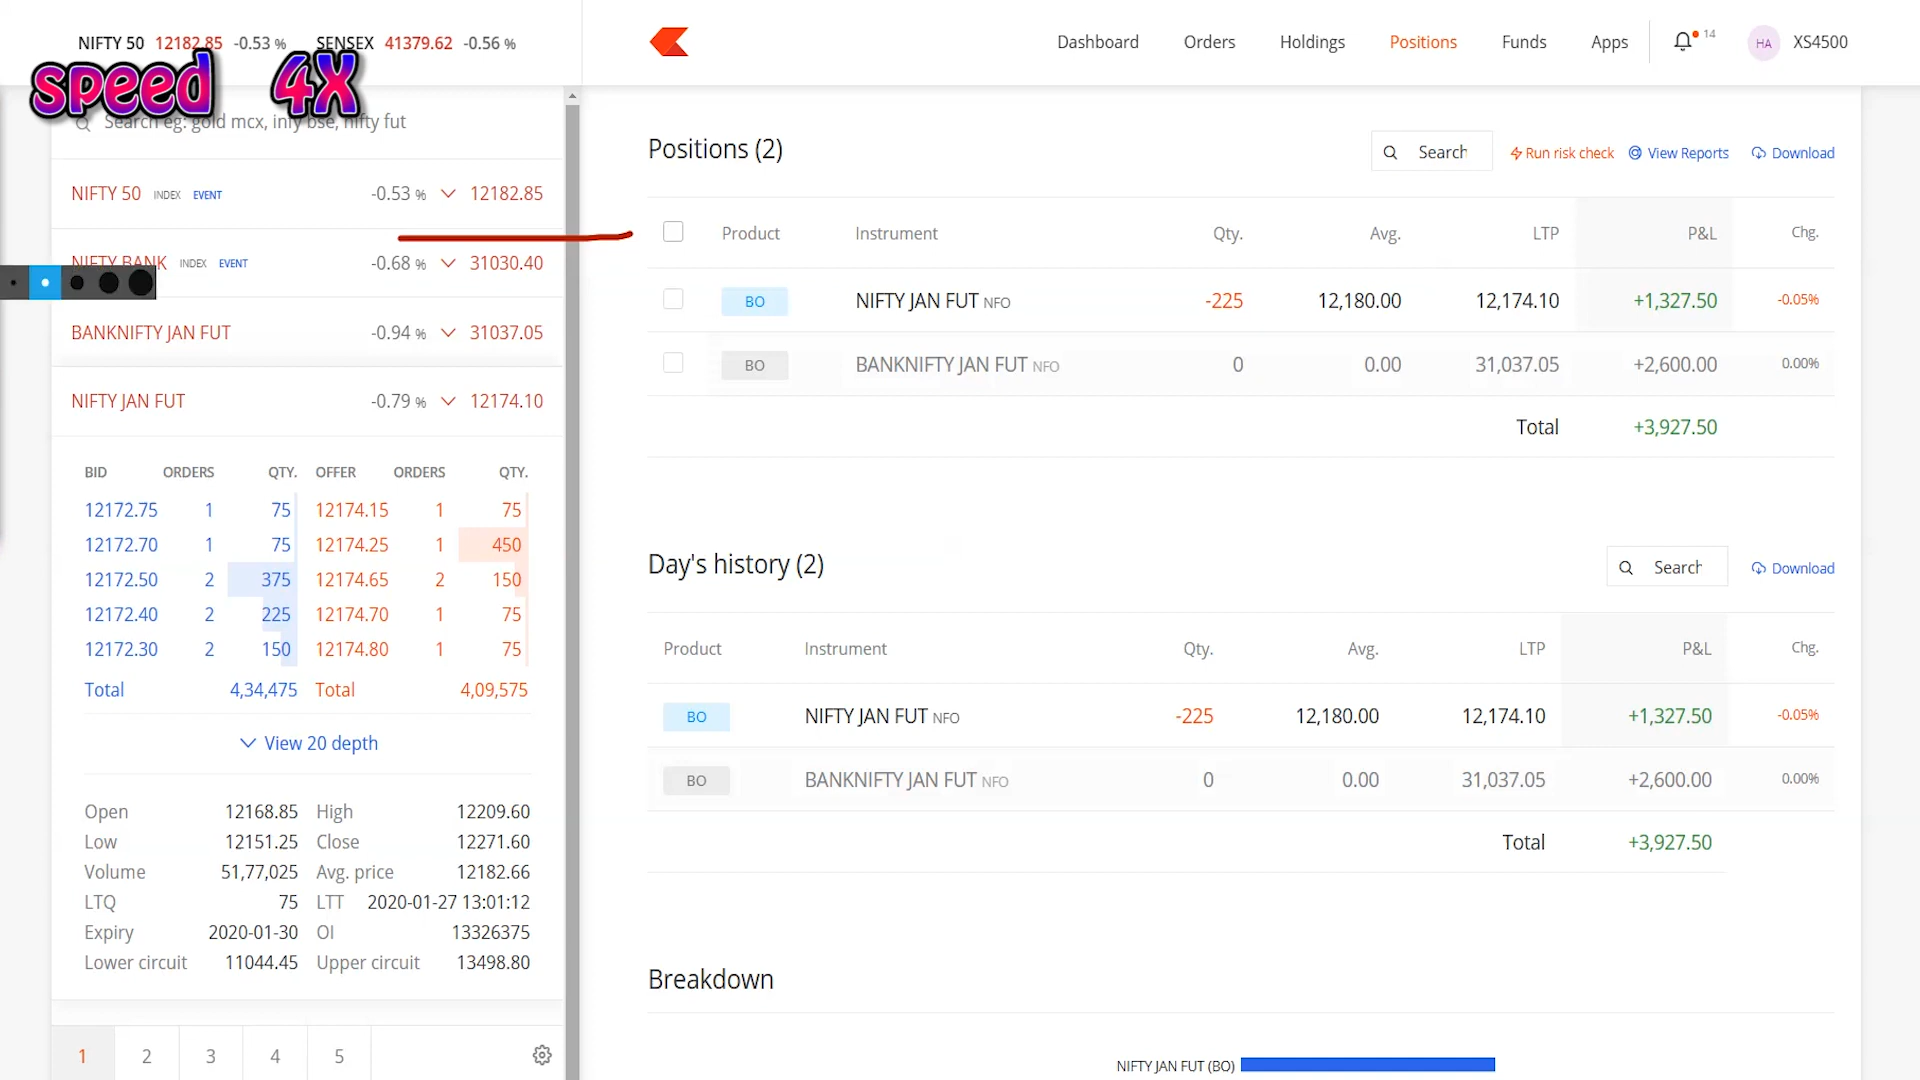 NIFTY 50 12182.85 -0.53 % SENSEX 41379.62 -0.56 %
Dashboard Orders Holdings Positions Funds Apps 14 HA XS4500
speed 4X
Search eg: gold mcx, infy bse, nifty fut
NIFTY 50 INDEX EVENT -0.53 % 12182.85
NIFTY BANK INDEX EVENT -0.68 % 31030.40
BANKNIFTY JAN FUT -0.94 % 31037.05
NIFTY JAN FUT -0.79 % 12174.10
BID ORDERS QTY. OFFER ORDERS QTY.
12172.75 1 75 12174.15 1 75
12172.70 1 75 12174.25 1 450
12172.50 2 375 12174.65 2 150
12172.40 2 225 12174.70 1 75
12172.30 2 150 12174.80 1 75
Total 4,34,475 Total 4,09,575
View 20 depth
Open 12168.85 High 12209.60
Low 12151.25 Close 12271.60
Volume 51,77,025 Avg. price 12182.66
LTQ 75 LTT 2020-01-27 13:01:12
Expiry 2020-01-30 OI 13326375
Lower circuit 11044.45 Upper circuit 13498.80
1 2 3 4 5
Positions (2) Search Run risk check View Reports Download
Product Instrument Qty. Avg. LTP P&L Chg.
BO NIFTY JAN FUT NFO -225 12,180.00 12,174.10 +1,327.50 -0.05%
BO BANKNIFTY JAN FUT NFO 0 0.00 31,037.05 +2,600.00 0.00%
Total +3,927.50
Day's history (2) Search Download
Product Instrument Qty. Avg. LTP P&L Chg.
BO NIFTY JAN FUT NFO -225 12,180.00 12,174.10 +1,327.50 -0.05%
BO BANKNIFTY JAN FUT NFO 0 0.00 31,037.05 +2,600.00 0.00%
Total +3,927.50
Breakdown
NIFTY JAN FUT (BO)